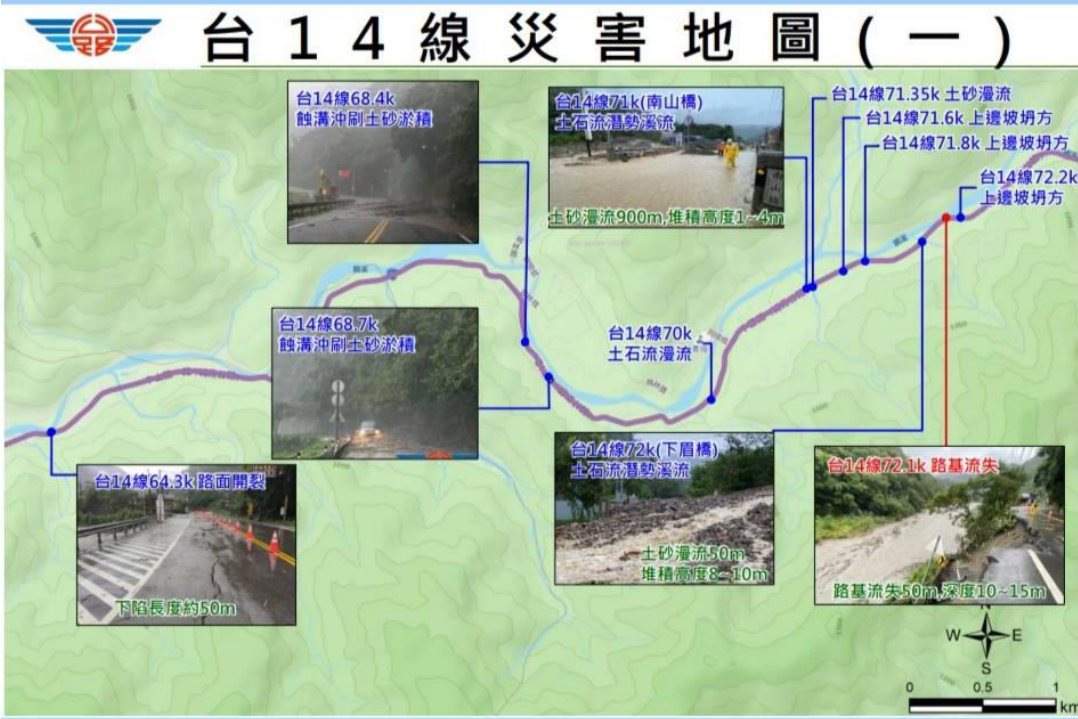 台14線災害地圖(一)
台14線68.4k
蝕溝沖刷土砂淤積
台14線71k(南山橋)
土石流潛勢溪流
土砂漫流900m,堆積高度1~4m
台14線71.35k 土砂漫流
台14線71.6k 上邊坡坍方
台14線71.8k 上邊坡坍方
台14線72.2k
上邊坡坍方
台14線68.7k
蝕溝沖刷土砂淤積
台14線70k
土石流漫流
台14線64.3k 路面開裂
下陷長度約50m
台14線72k(下眉橋)
土石流潛勢溪流
土砂漫流50m
堆積高度8~10m
台14線72.1k 路基流失
路基流失50m,深度10~15m
W
E
S
0
0.5
1
km